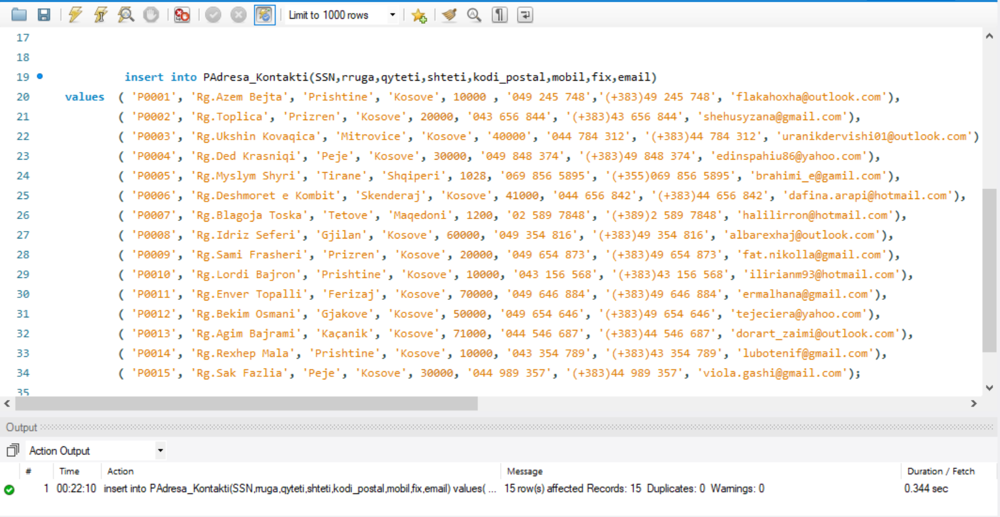 Limit to 1000 rows
17
18
19 insert into PAdresa_Kontakti(SSN,rruga,qyteti,shteti,kodi_postal,mobil,fix,email)
20 values ( 'P0001', 'Rg.Azem Bejta', 'Prishtine', 'Kosove', 10000 , '049 245 748','(+383)49 245 748', 'flakahoxha@outlook.com'),
21 ( 'P0002', 'Rg.Toplica', 'Prizren', 'Kosove', 20000, '043 656 844', '(+383)43 656 844', 'shehusyzana@gmail.com'),
22 ( 'P0003', 'Rg.Ukshin Kovaqica', 'Mitrovice', 'Kosove', '40000', '044 784 312', '(+383)44 784 312', 'uranikdervishi01@outlook.com')
23 ( 'P0004', 'Rg.Ded Krasniqi', 'Peje', 'Kosove', 30000, '049 848 374', '(+383)49 848 374', 'edinspahiu86@yahoo.com'),
24 ( 'P0005', 'Rg.Myslym Shyri', 'Tirane', 'Shqiperi', 1028, '069 856 5895', '(+355)069 856 5895', 'brahimi_e@gamil.com'),
25 ( 'P0006', 'Rg.Deshmoret e Kombit', 'Skenderaj', 'Kosove', 41000, '044 656 842', '(+383)44 656 842', 'dafina.arapi@hotmail.com'),
26 ( 'P0007', 'Rg.Blagoja Toska', 'Tetove', 'Maqedoni', 1200, '02 589 7848', '(+389)2 589 7848', 'halilirron@hotmail.com'),
27 ( 'P0008', 'Rg.Idriz Seferi', 'Gjilan', 'Kosove', 60000, '049 354 816', '(+383)49 354 816', 'albarexhaj@outlook.com'),
28 ( 'P0009', 'Rg.Sami Frasheri', 'Prizren', 'Kosove', 20000, '049 654 873', '(+383)49 654 873', 'fat.nikolla@gmail.com'),
29 ( 'P0010', 'Rg.Lordi Bajron', 'Prishtine', 'Kosove', 10000, '043 156 568', '(+383)43 156 568', 'ilirianm93@hotmail.com'),
30 ( 'P0011', 'Rg.Enver Topalli', 'Ferizaj', 'Kosove', 70000, '049 646 884', '(+383)49 646 884', 'ermalhana@gmail.com'),
31 ( 'P0012', 'Rg.Bekim Osmani', 'Gjakove', 'Kosove', 50000, '049 654 646', '(+383)49 654 646', 'tejeciera@yahoo.com'),
32 ( 'P0013', 'Rg.Agim Bajrami', 'Kaçanik', 'Kosove', 71000, '044 546 687', '(+383)44 546 687', 'dorart_zaimi@outlook.com'),
33 ( 'P0014', 'Rg.Rexhep Mala', 'Prishtine', 'Kosove', 10000, '043 354 789', '(+383)43 354 789', 'lubotenif@gmail.com'),
34 ( 'P0015', 'Rg.Sak Fazlia', 'Peje', 'Kosove', 30000, '044 989 357', '(+383)44 989 357', 'viola.gashi@gmail.com');
35
Output
Action Output
# Time Action Message Duration / Fetch
1 00:22:10 insert into PAdresa_Kontakti(SSN,rruga,qyteti,shteti,kodi_postal,mobil,fix,email) values( ... 15 row(s) affected Records: 15 Duplicates: 0 Warnings: 0 0.344 sec